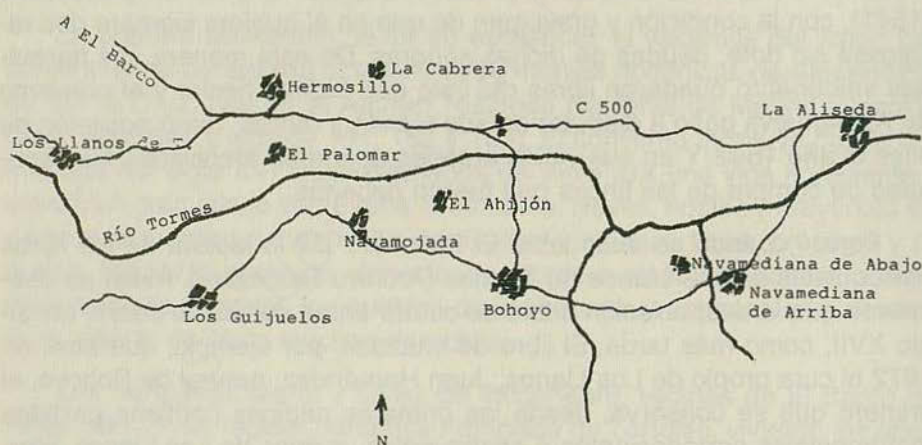 A El Barco
La Cabrera
Hermosillo
C 500
La Aliseda
Los Llanos de T
El Palomar
Río Tormes
El Ahijón
Navamojada
Navamediana de Abajo
Los Guijuelos
Bohoyo
Navamediana
de Arriba
N